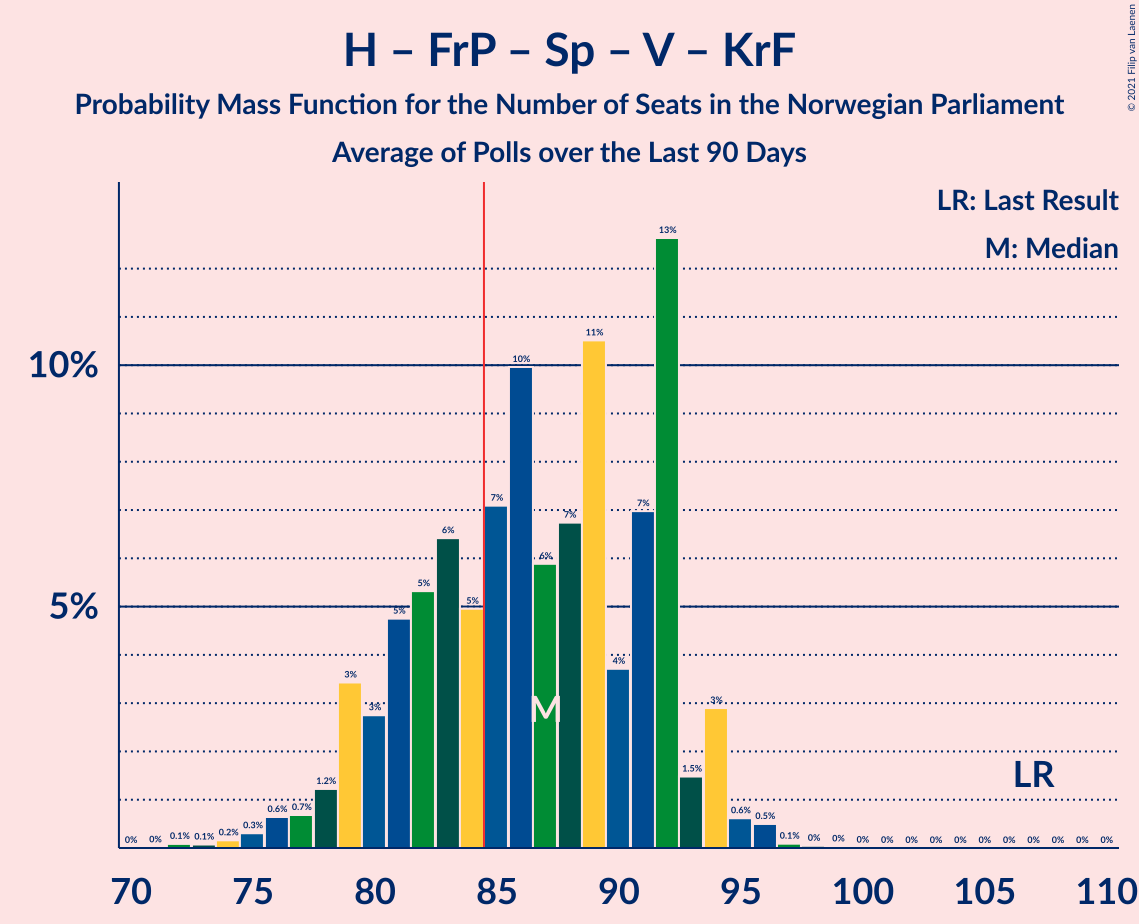 H – FrP – Sp – V – KrF
Probability Mass Function for the Number of Seats in the Norwegian Parliament
Average of Polls over the Last 90 Days
© 2021 Filip van Laenen
LR: Last Result
M: Median
10%
5%
0% 0% 0.1% 0.1% 0.2% 0.3% 0.6% 0.7% 1.2% 3% 3% 5% 5% 6% 5% 7% 10% 6% 7% 11% 4% 7% 13% 1.5% 3% 0.6% 0.5% 0.1% 0% 0% 0% 0% 0% 0% 0% 0% 0% 0% 0% 0% 0%
M
LR
70 75 80 85 90 95 100 105 110